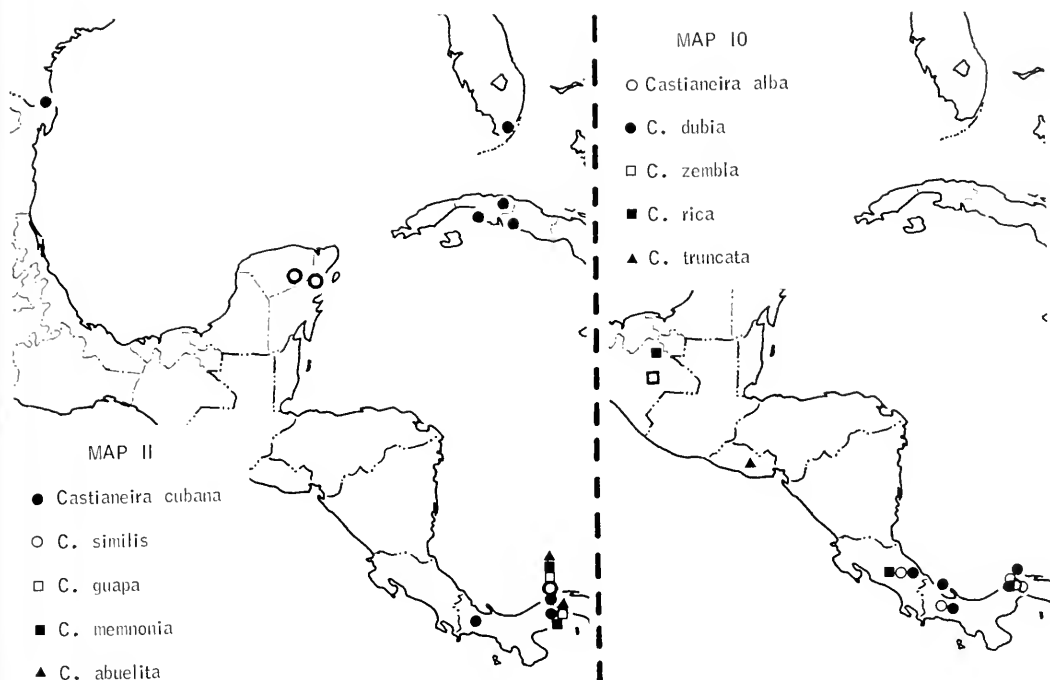 MAP 10
Castianeira alba
C. dubia
C. zembla
C. rica
C. truncata
MAP 11
Castianeira cubana
C. similis
C. guapa
C. memnonia
C. abuelita